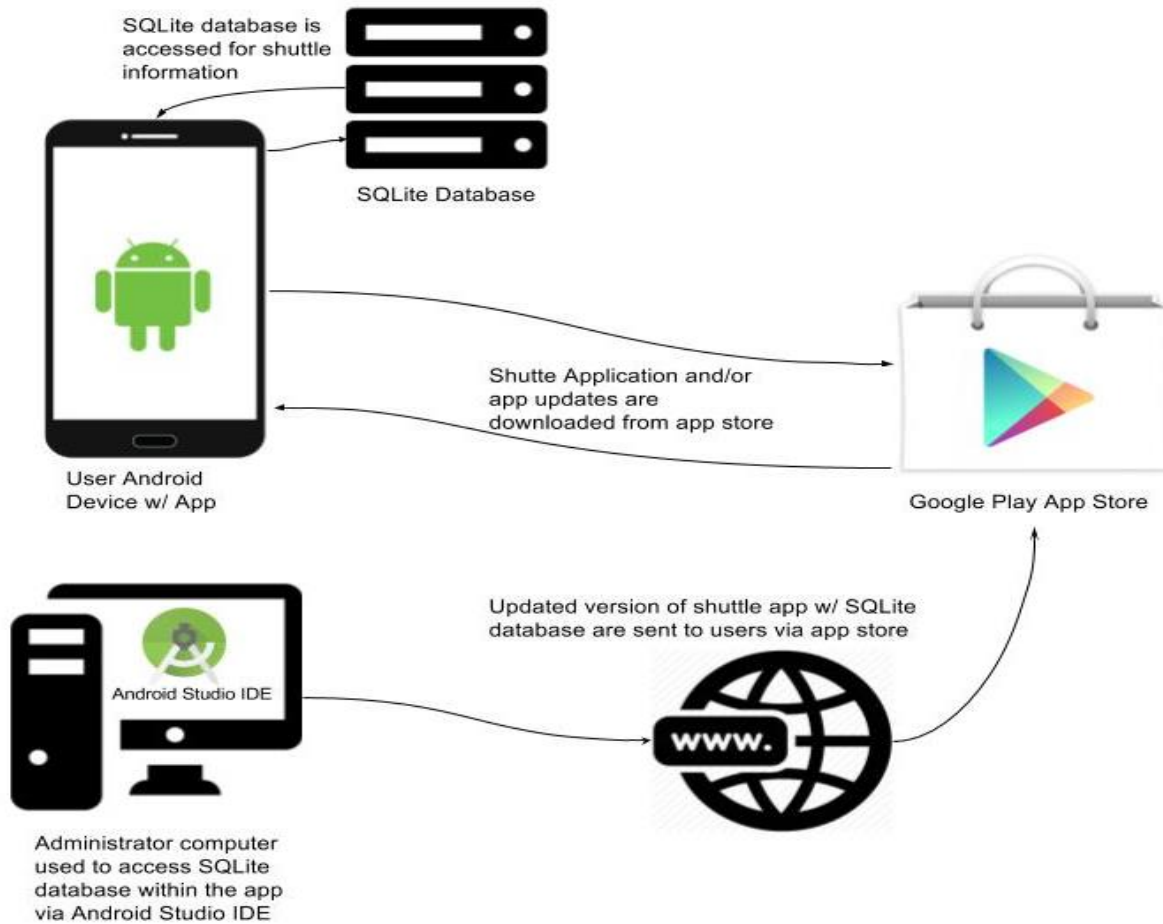 SQLite database is
accessed for shuttle
information
SQLite Database
Shutte Application and/or
app updates are
downloaded from app store
User Android
Device w/ App
Google Play App Store
Updated version of shuttle app w/ SQLite
database are sent to users via app store
Android Studio IDE
www.
Administrator computer
used to access SQLite
database within the app
via Android Studio IDE